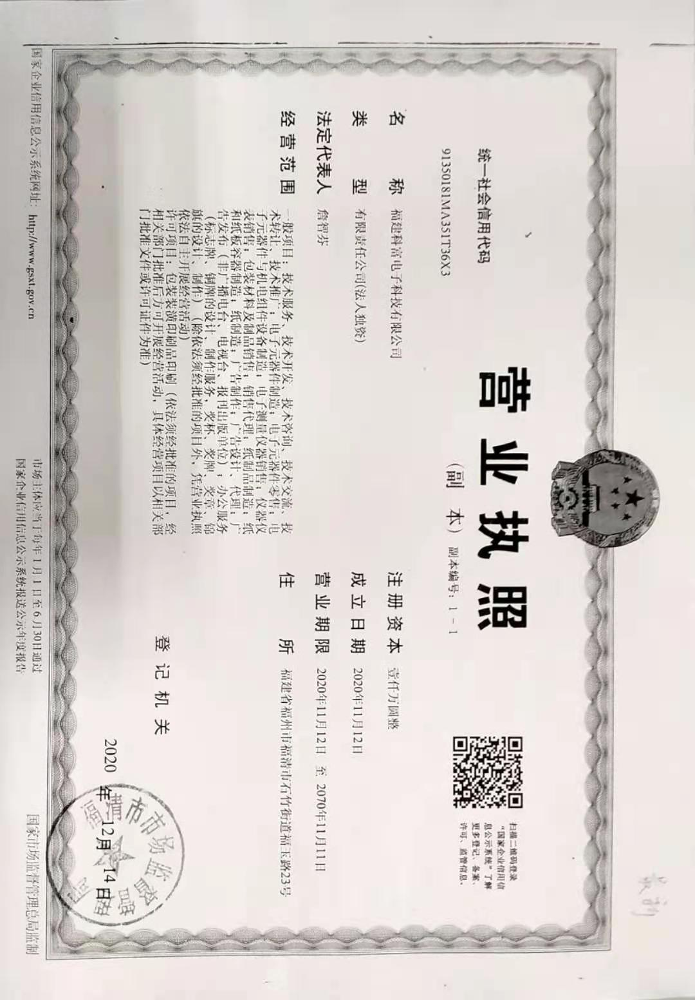 营业执照
(副 本) 副本编号：1-1
统一社会信用代码
91350181MA351T36X3
扫描二维码登录
“国家企业信用信
息公示系统”了解
更多登记、备案、
许可、监管信息。
名称 福建科富电子科技有限公司
类型 有限责任公司(法人独资)
法定代表人 詹智芬
经营范围 一般项目：技术服务、技术开发、技术咨询、技术交流、技
术转让、技术推广；电子元器件制造；电子元器件零售；电
子元器件与机电组件设备制造；电子测量仪器销售；仪器仪
表销售；包装材料及制品销售；销售代理；纸制品制造；纸
和纸板容器制造；纸制造；广告制作；广告设计、代理；广
告发布（非广播电台、电视台、报刊出版单位）；办公服务
（标志牌、铜牌的设计、制作服务，奖杯、奖牌、奖章、锦
旗的设计、制作）（除依法须经批准的项目外，凭营业执照
依法自主开展经营活动）
许可项目：包装装潢印刷品印刷（依法须经批准的项目，经
相关部门批准后方可开展经营活动，具体经营项目以相关部
门批准文件或许可证件为准）
注册资本 壹仟万圆整
成立日期 2020年11月12日
营业期限 2020年11月12日 至 2070年11月11日
住所 福建省福州市福清市石竹街道福玉路23号
登记机关
福清市市场监督管理局
2020 年 12月 14 日
国家企业信用信息公示系统网址：http://www.gsxt.gov.cn
市场主体应当于每年1月1日至6月30日通过
国家企业信用信息公示系统报送公示年度报告
国家市场监督管理总局监制